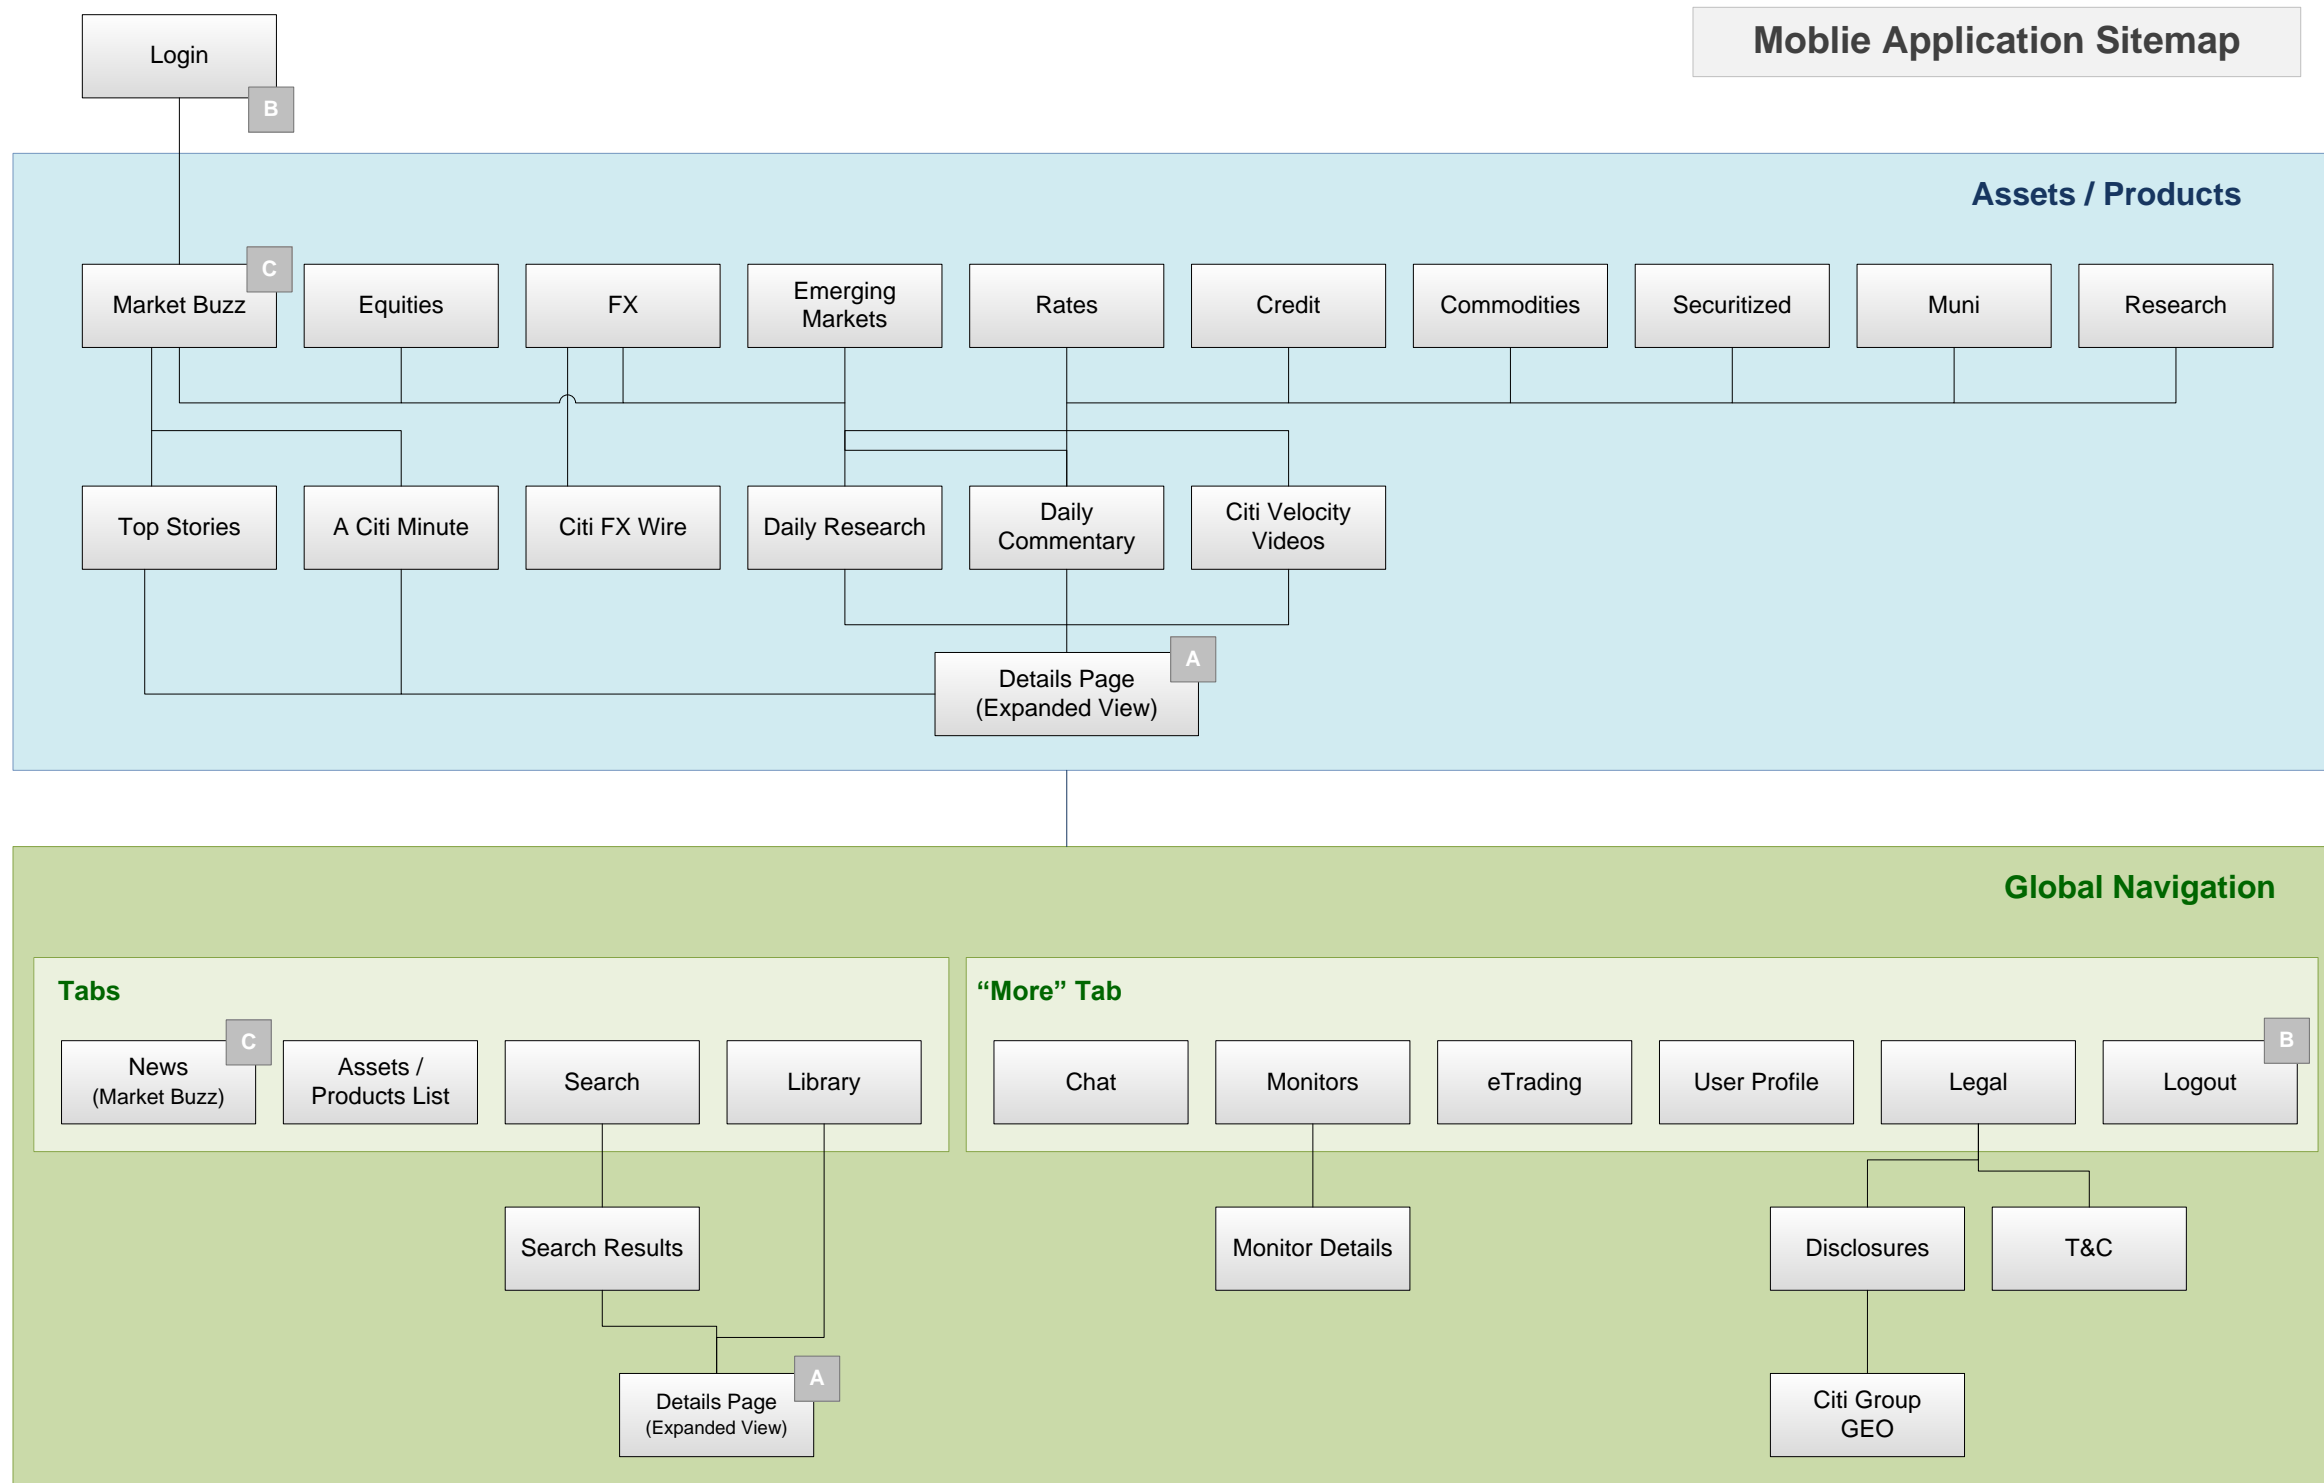 Login
B
Moblie Application Sitemap
Assets / Products
Market Buzz
C
Equities
FX
Emerging
Markets
Rates
Credit
Commodities
Securitized
Muni
Research
Top Stories
A Citi Minute
Citi FX Wire
Daily Research
Daily
Commentary
Citi Velocity
Videos
Details Page
(Expanded View)
A
Global Navigation
Tabs
News
(Market Buzz)
C
Assets /
Products List
Search
Library
“More” Tab
Chat
Monitors
eTrading
User Profile
Legal
Logout
B
Search Results
Monitor Details
Disclosures
T&C
Details Page
(Expanded View)
A
Citi Group
GEO